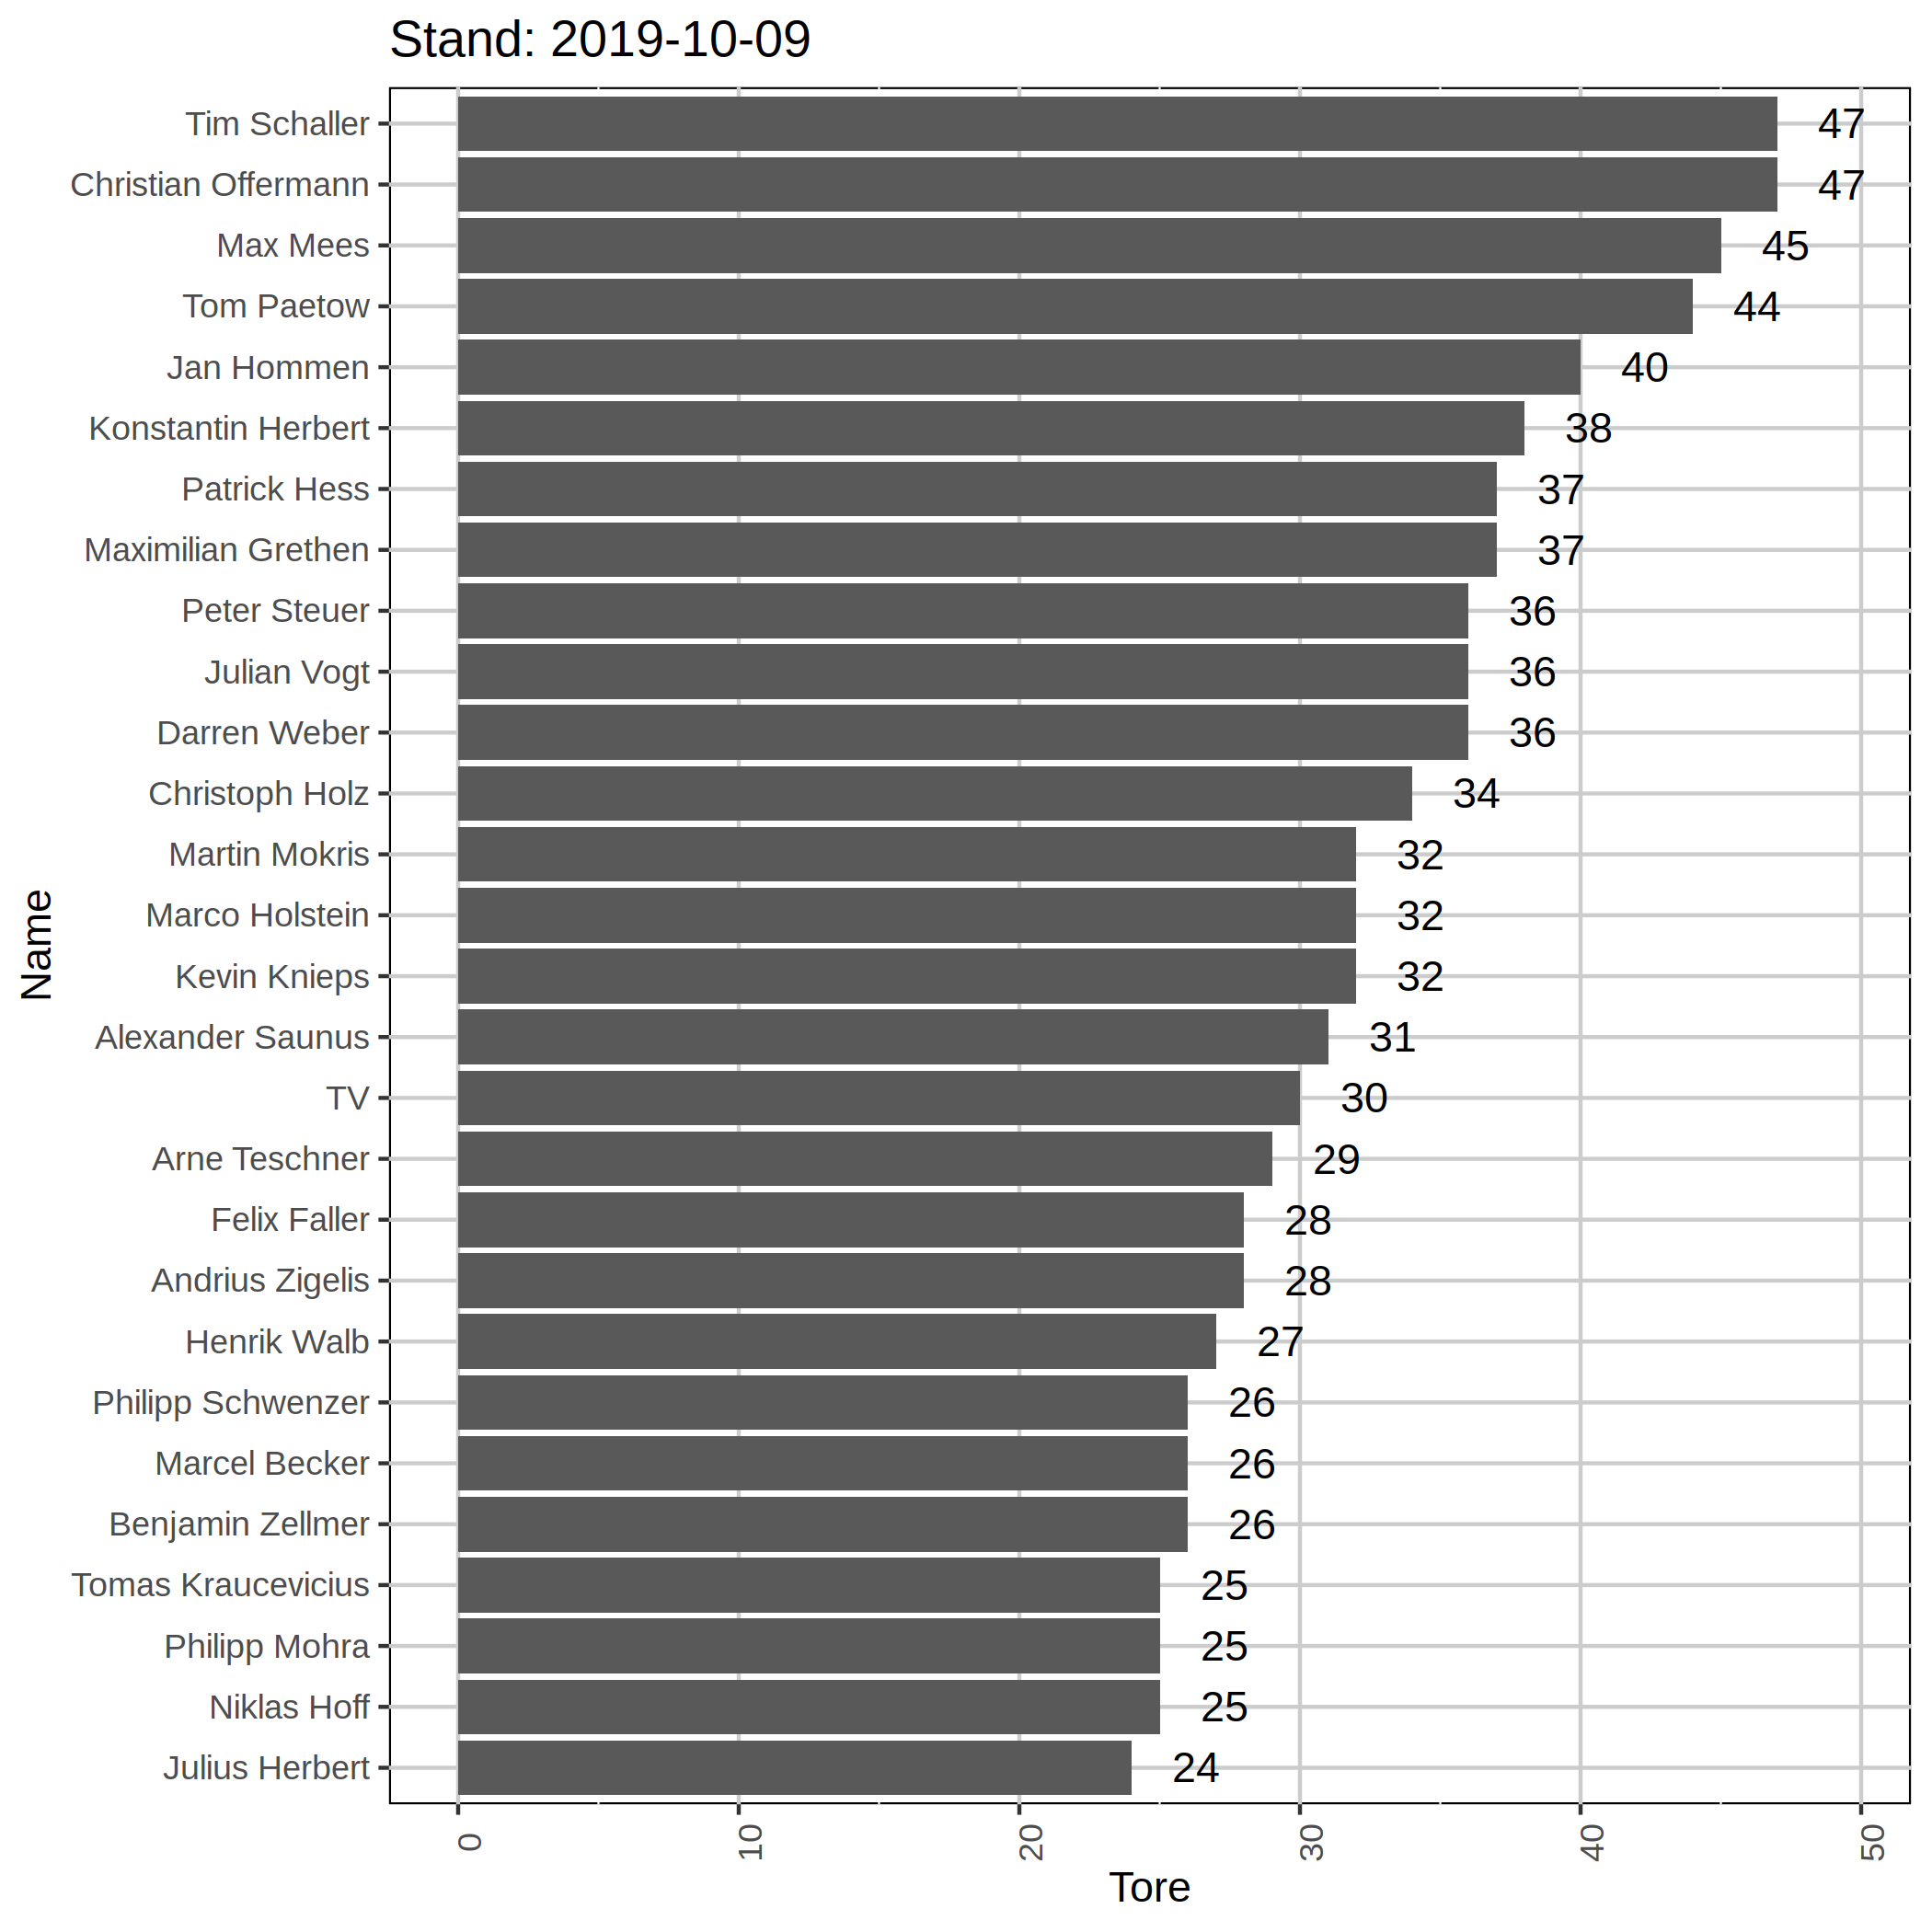 Stand: 2019-10-09
Tim Schaller 47
Christian Offermann 47
Max Mees 45
Tom Paetow 44
Jan Hommen 40
Konstantin Herbert 38
Patrick Hess 37
Maximilian Grethen 37
Peter Steuer 36
Julian Vogt 36
Darren Weber 36
Christoph Holz 34
Martin Mokris 32
Marco Holstein 32
Kevin Knieps 32
Alexander Saunus 31
TV 30
Arne Teschner 29
Felix Faller 28
Andrius Zigelis 28
Henrik Walb 27
Philipp Schwenzer 26
Marcel Becker 26
Benjamin Zellmer 26
Tomas Kraucevicius 25
Philipp Mohra 25
Niklas Hoff 25
Julius Herbert 24
Name
0 10 20 30 40 50
Tore